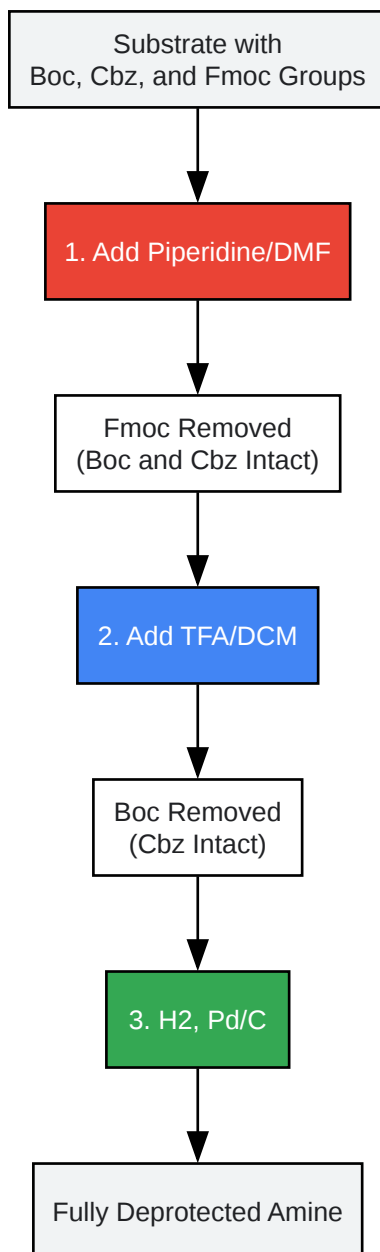 Substrate with
Boc, Cbz, and Fmoc Groups
1. Add Piperidine/DMF
Fmoc Removed
(Boc and Cbz Intact)
2. Add TFA/DCM
Boc Removed
(Cbz Intact)
3. H2, Pd/C
Fully Deprotected Amine